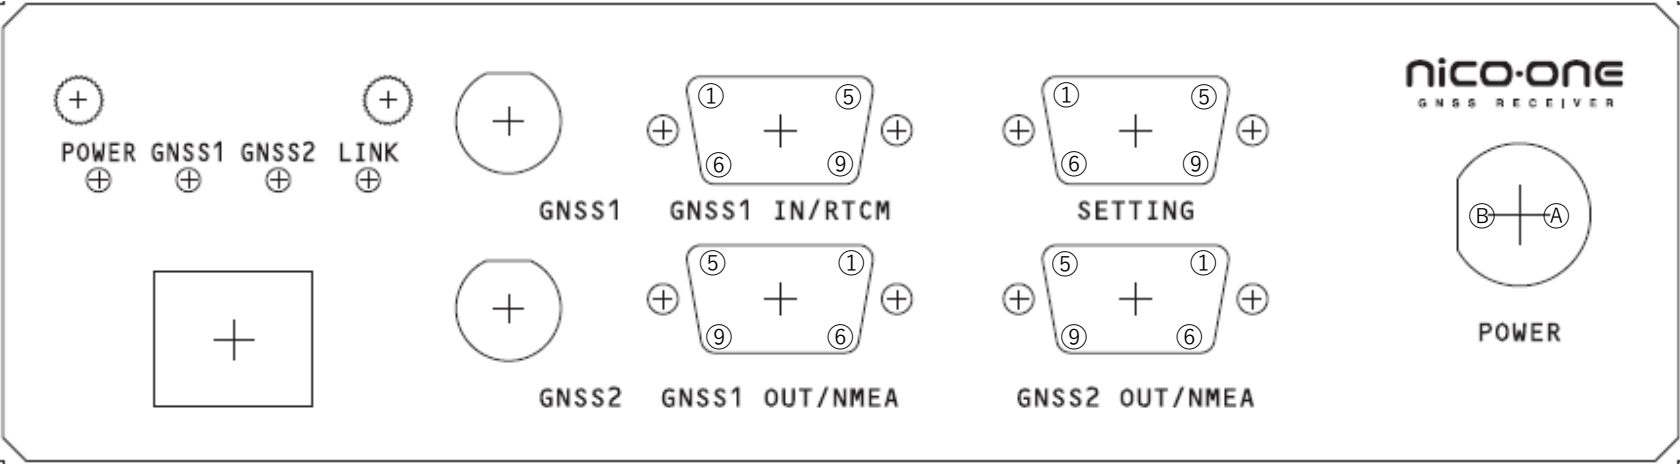 nico-one
GNSS RECEIVER
POWER GNSS1 GNSS2 LINK
① ⑤
⑥ ⑨
① ⑤
⑥ ⑨
GNSS1 GNSS1 IN/RTCM SETTING
Ⓑ Ⓐ
⑤ ①
⑨ ⑥
⑤ ①
⑨ ⑥
POWER
GNSS2 GNSS1 OUT/NMEA GNSS2 OUT/NMEA